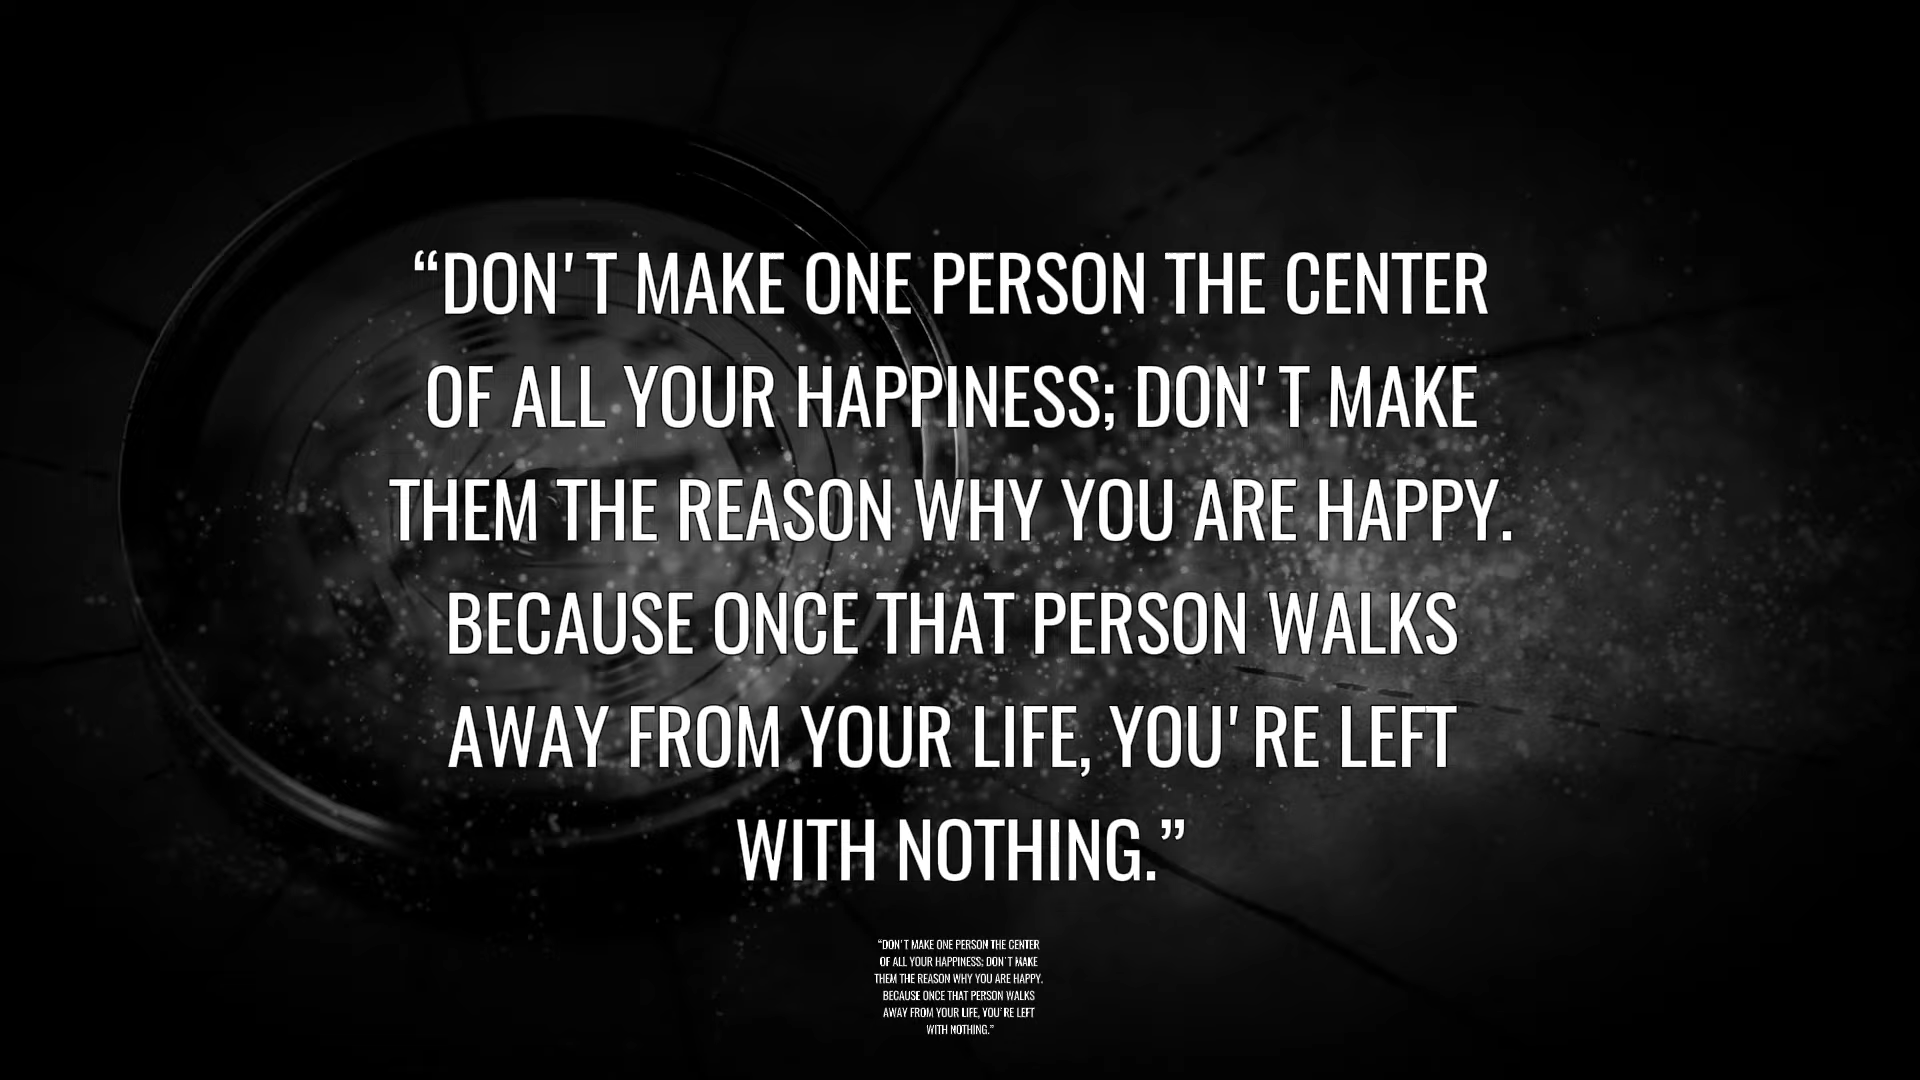 “DON'T MAKE ONE PERSON THE CENTER
OF ALL YOUR HAPPINESS; DON'T MAKE
THEM THE REASON WHY YOU ARE HAPPY.
BECAUSE ONCE THAT PERSON WALKS
AWAY FROM YOUR LIFE, YOU'RE LEFT
WITH NOTHING.”
“DON'T MAKE ONE PERSON THE CENTER
OF ALL YOUR HAPPINESS; DON'T MAKE
THEM THE REASON WHY YOU ARE HAPPY.
BECAUSE ONCE THAT PERSON WALKS
AWAY FROM YOUR LIFE, YOU'RE LEFT
WITH NOTHING.”